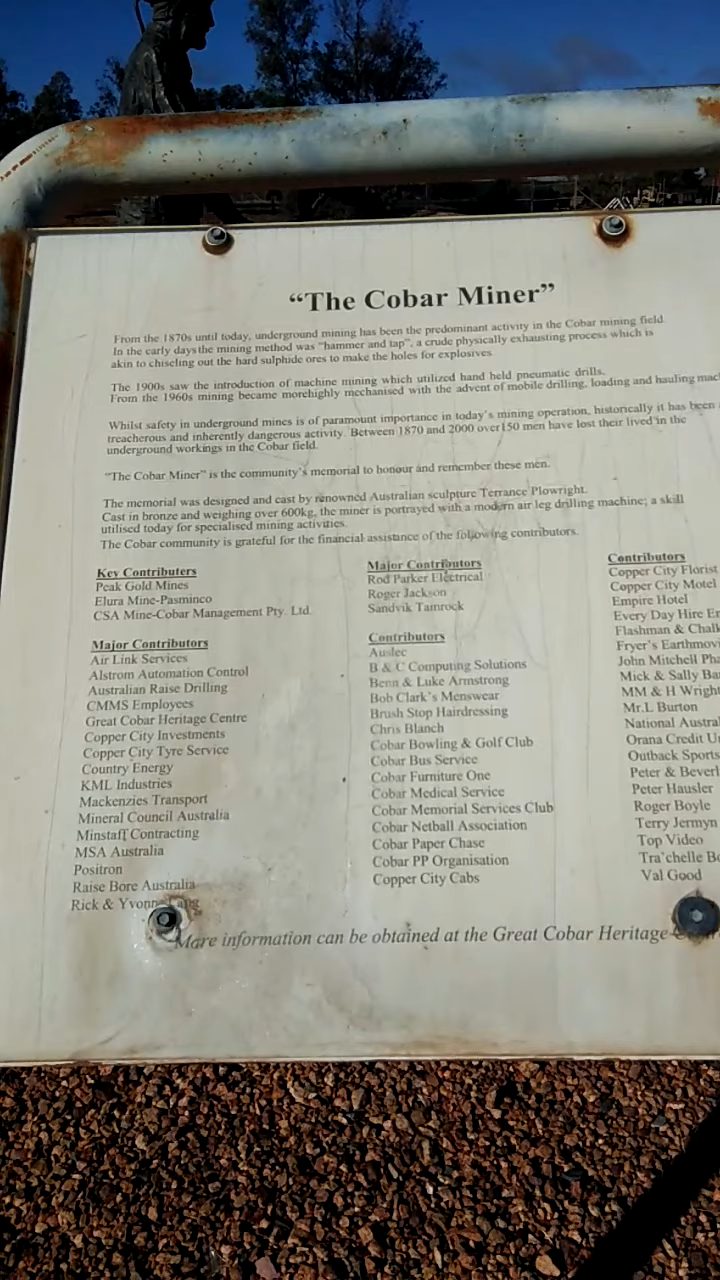 “The Cobar Miner”
From the 1870s until today, underground mining has been the predominant activity in the Cobar mining field.
In the early days the mining method was “hammer and tap”, a crude physically exhausting process which is
akin to chiseling out the hard sulphide ores to make the holes for explosives
The 1900s saw the introduction of machine mining which utilized hand held pneumatic drills.
From the 1960s mining became morehighly mechanised with the advent of mobile drilling, loading and hauling
Whilst safety in underground mines is of paramount importance in today’s mining operation, historically it has been
treacherous and inherently dangerous activity. Between 1870 and 2000 over150 men have lost their lived in the
underground workings in the Cobar field.
“The Cobar Miner” is the community’s memorial to honour and remember these men.
The memorial was designed and cast by renowned Australian sculpture Terrance Plowright.
Cast in bronze and weighing over 600kg, the miner is portrayed with a modern air leg drilling machine; a skill
utilised today for specialised mining activities.
The Cobar community is grateful for the financial assistance of the following contributors.
Key Contributers
Peak Gold Mines
Elura Mine-Pasminco
CSA Mine-Cobar Management Pty. Ltd
Major Contributors
Air Link Services
Alstrom Automation Control
Australian Raise Drilling
CMMS Employees
Great Cobar Heritage Centre
Copper City Investments
Copper City Tyre Service
Country Energy
KML Industries
Mackenzies Transport
Mineral Council Australia
Minstaff Contracting
MSA Australia
Positron
Raise Bore Australia
Rick & Yvonne
Major Contributors
Rod Parker Electrical
Roger Jackson
Sandvik Tamrock
Contributors
Auslec
B & C Computing Solutions
Benn & Luke Armstrong
Bob Clark’s Menswear
Brush Stop Hairdressing
Chris Blanch
Cobar Bowling & Golf Club
Cobar Bus Service
Cobar Furniture One
Cobar Medical Service
Cobar Memorial Services Club
Cobar Netball Association
Cobar Paper Chase
Cobar PP Organisation
Copper City Cabs
Contributors
Copper City Florist
Copper City Motel
Empire Hotel
Every Day Hire
Flashman &
Fryer’s
John Mitchell
Mick & Sally
MM & H Wright
Mr.L Burton
National
Orana Credit
Outback Sports
Peter &
Peter Hausler
Roger Boyle
Terry Jermyn
Top Video
Tra’chelle
Val Good
More information can be obtained at the Great Cobar Heritage